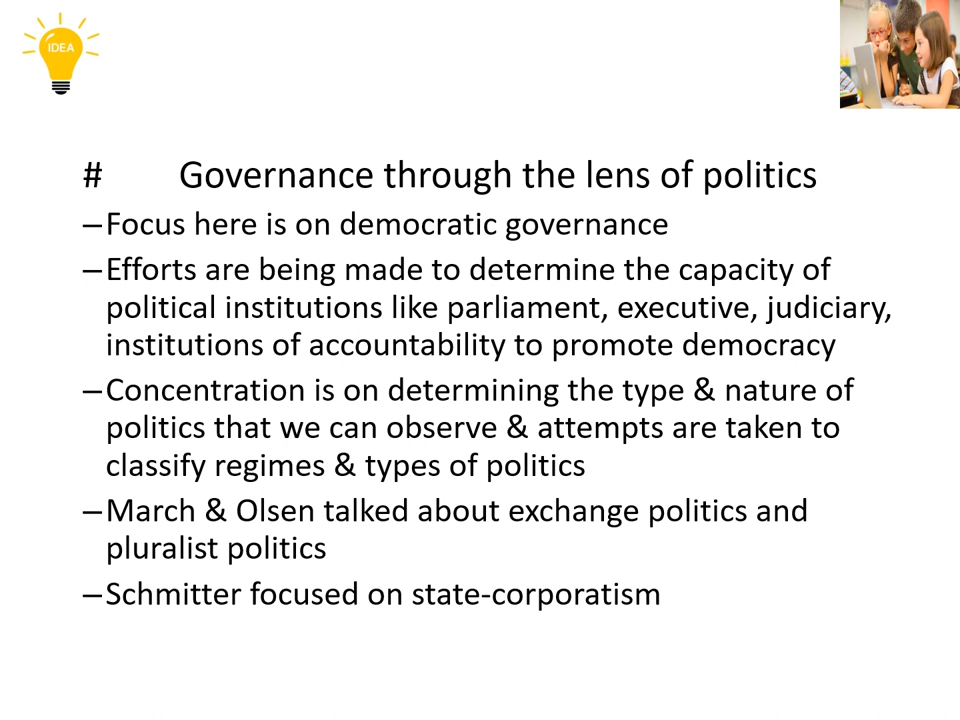 IDEA
# Governance through the lens of politics
–Focus here is on democratic governance
–Efforts are being made to determine the capacity of
political institutions like parliament, executive, judiciary,
institutions of accountability to promote democracy
–Concentration is on determining the type & nature of
politics that we can observe & attempts are taken to
classify regimes & types of politics
–March & Olsen talked about exchange politics and
pluralist politics
–Schmitter focused on state-corporatism